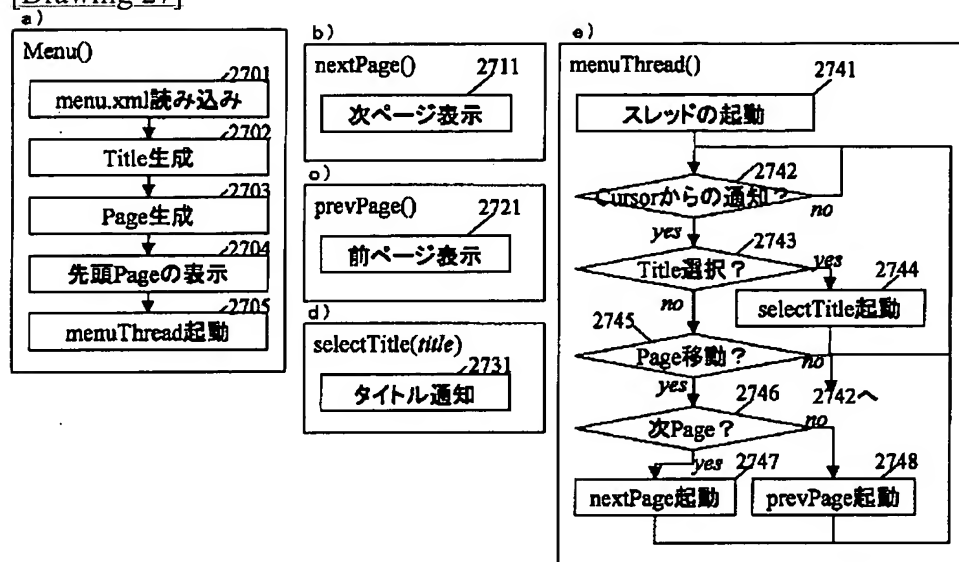 [Drawing 27]
a)
Menu()
2701
menu.xml読み込み
2702
Title生成
2703
Page生成
2704
先頭Pageの表示
2705
menuThread起動
b)
nextPage()
2711
次ページ表示
c)
prevPage()
2721
前ページ表示
d)
selectTitle(title)
2731
タイトル通知
e)
menuThread()
2741
スレッドの起動
2742
Cursorからの通知？
no
yes
2743
Title選択？
yes
2744
selectTitle起動
no
2745
Page移動？
no
2742へ
yes
2746
次Page？
no
yes
2747
nextPage起動
2748
prevPage起動